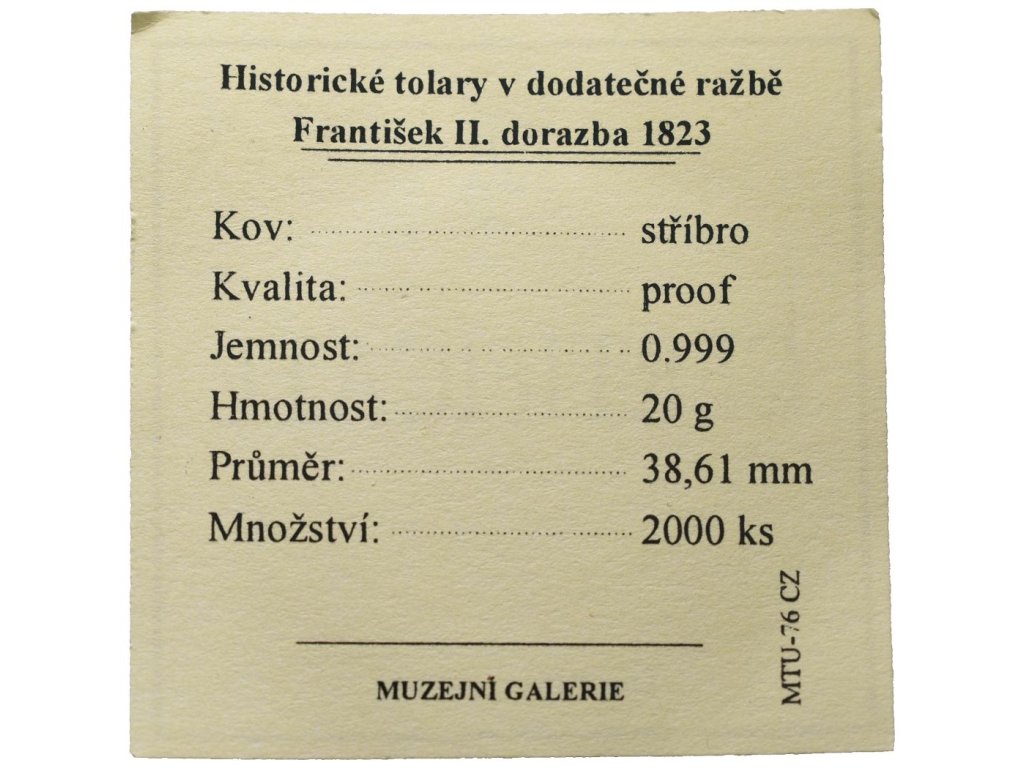 Historické tolary v dodatečné ražbě
František II. dorazba 1823
Kov: stříbro
Kvalita: proof
Jemnost: 0.999
Hmotnost: 20 g
Průměr: 38,61 mm
Množství: 2000 ks
MTU-76 CZ
MUZEJNÍ GALERIE